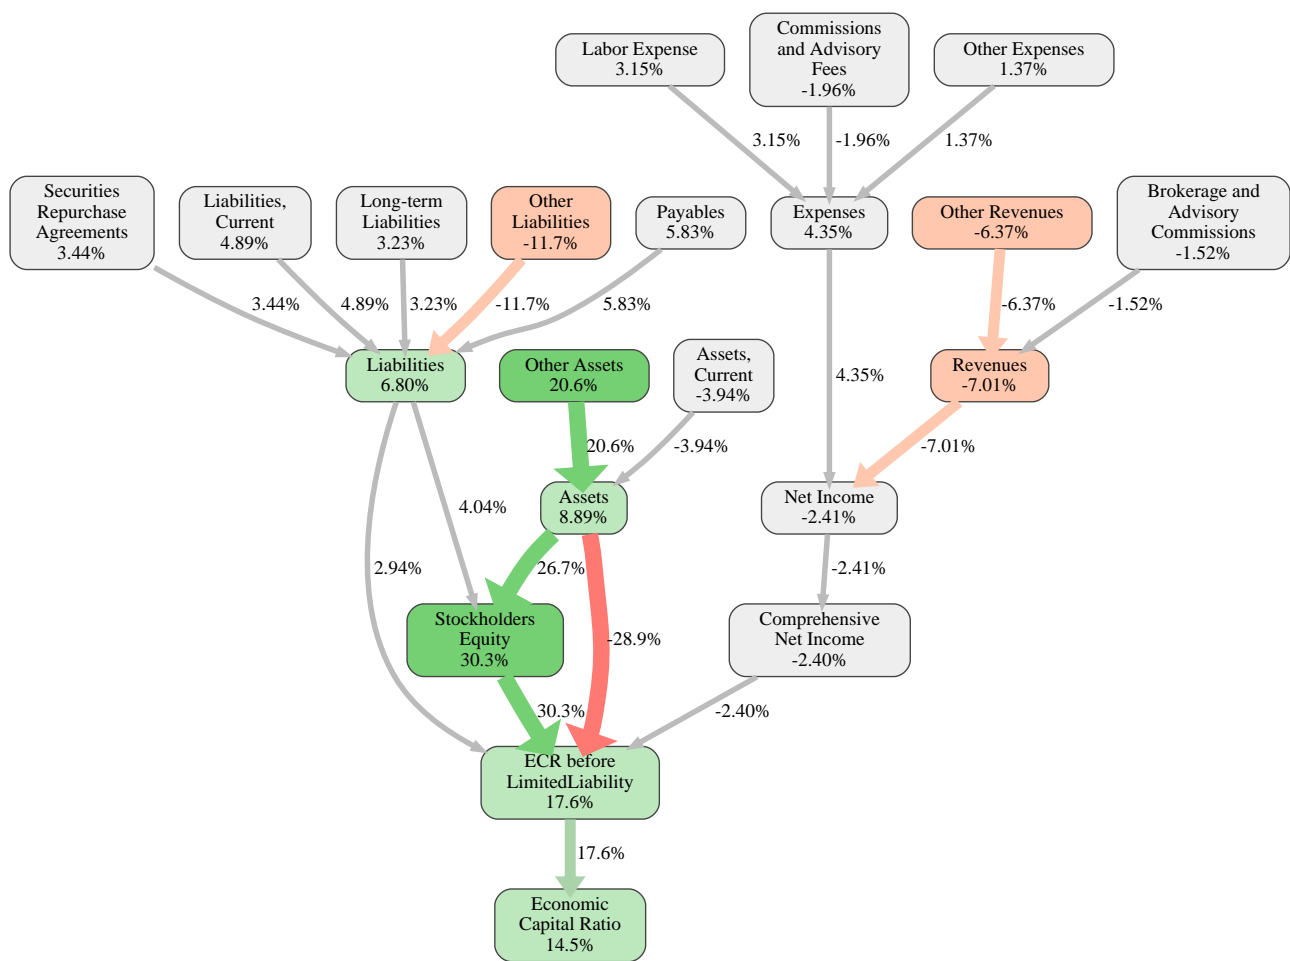 Labor Expense
3.15%
Commissions
and Advisory
Fees
-1.96%
Other Expenses
1.37%
3.15%
-1.96%
1.37%
Securities
Repurchase
Agreements
3.44%
Liabilities,
Current
4.89%
Long-term
Liabilities
3.23%
Other
Liabilities
-11.7%
Payables
5.83%
Expenses
4.35%
Other Revenues
-6.37%
Brokerage and
Advisory
Commissions
-1.52%
3.44%
4.89%
3.23%
-11.7%
5.83%
-6.37%
-1.52%
Liabilities
6.80%
Other Assets
20.6%
Assets,
Current
-3.94%
4.35%
Revenues
-7.01%
20.6%
-3.94%
-7.01%
Assets
8.89%
Net Income
-2.41%
4.04%
2.94%
26.7%
-2.41%
Stockholders
Equity
30.3%
-28.9%
Comprehensive
Net Income
-2.40%
30.3%
-2.40%
ECR before
LimitedLiability
17.6%
17.6%
Economic
Capital Ratio
14.5%